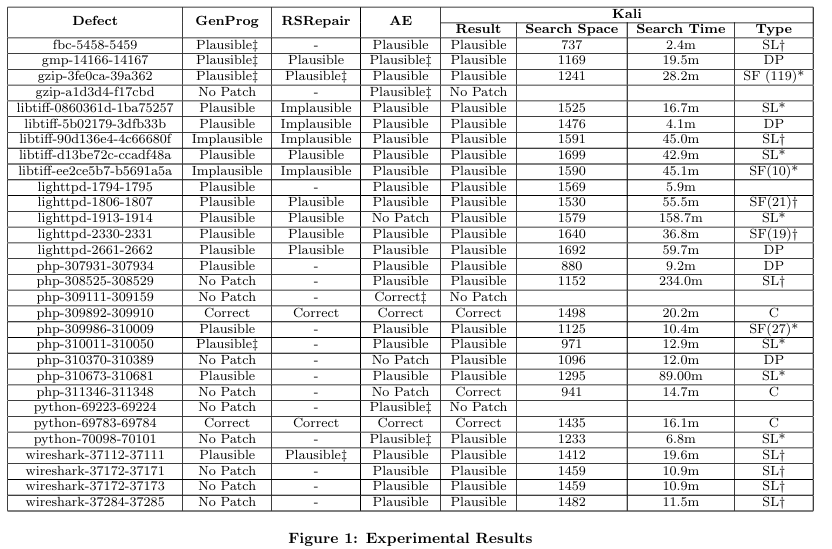 Defect GenProg RSRepair AE Kali
Result Search Space Search Time Type
fbc-5458-5459 Plausible‡ - Plausible Plausible 737 2.4m SL†
gmp-14166-14167 Plausible‡ Plausible Plausible‡ Plausible 1169 19.5m DP
gzip-3fe0ca-39a362 Plausible‡ Plausible‡ Plausible Plausible 1241 28.2m SF (119)*
gzip-a1d3d4-f17cbd No Patch - Plausible‡ No Patch
libtiff-0860361d-1ba75257 Plausible Implausible Plausible Plausible 1525 16.7m SL*
libtiff-5b02179-3dfb33b Plausible Implausible Plausible Plausible 1476 4.1m DP
libtiff-90d136e4-4c66680f Implausible Implausible Plausible Plausible 1591 45.0m SL†
libtiff-d13be72c-ccadf48a Plausible Plausible Plausible Plausible 1699 42.9m SL*
libtiff-ee2ce5b7-b5691a5a Implausible Implausible Plausible Plausible 1590 45.1m SF(10)*
lighttpd-1794-1795 Plausible - Plausible Plausible 1569 5.9m
lighttpd-1806-1807 Plausible Plausible Plausible Plausible 1530 55.5m SF(21)†
lighttpd-1913-1914 Plausible Plausible No Patch Plausible 1579 158.7m SL*
lighttpd-2330-2331 Plausible Plausible Plausible Plausible 1640 36.8m SF(19)†
lighttpd-2661-2662 Plausible Plausible Plausible Plausible 1692 59.7m DP
php-307931-307934 Plausible - Plausible Plausible 880 9.2m DP
php-308525-308529 No Patch - Plausible Plausible 1152 234.0m SL†
php-309111-309159 No Patch - Correct‡ No Patch
php-309892-309910 Correct Correct Correct Correct 1498 20.2m C
php-309986-310009 Plausible - Plausible Plausible 1125 10.4m SF(27)*
php-310011-310050 Plausible‡ - Plausible Plausible 971 12.9m SL*
php-310370-310389 No Patch - No Patch Plausible 1096 12.0m DP
php-310673-310681 Plausible - Plausible Plausible 1295 89.00m SL*
php-311346-311348 No Patch - No Patch Correct 941 14.7m C
python-69223-69224 No Patch - Plausible‡ No Patch
python-69783-69784 Correct Correct Correct Correct 1435 16.1m C
python-70098-70101 No Patch - Plausible‡ Plausible 1233 6.8m SL*
wireshark-37112-37111 Plausible Plausible‡ Plausible Plausible 1412 19.6m SL†
wireshark-37172-37171 No Patch - Plausible Plausible 1459 10.9m SL†
wireshark-37172-37173 No Patch - Plausible Plausible 1459 10.9m SL†
wireshark-37284-37285 No Patch - Plausible Plausible 1482 11.5m SL†
Figure 1: Experimental Results